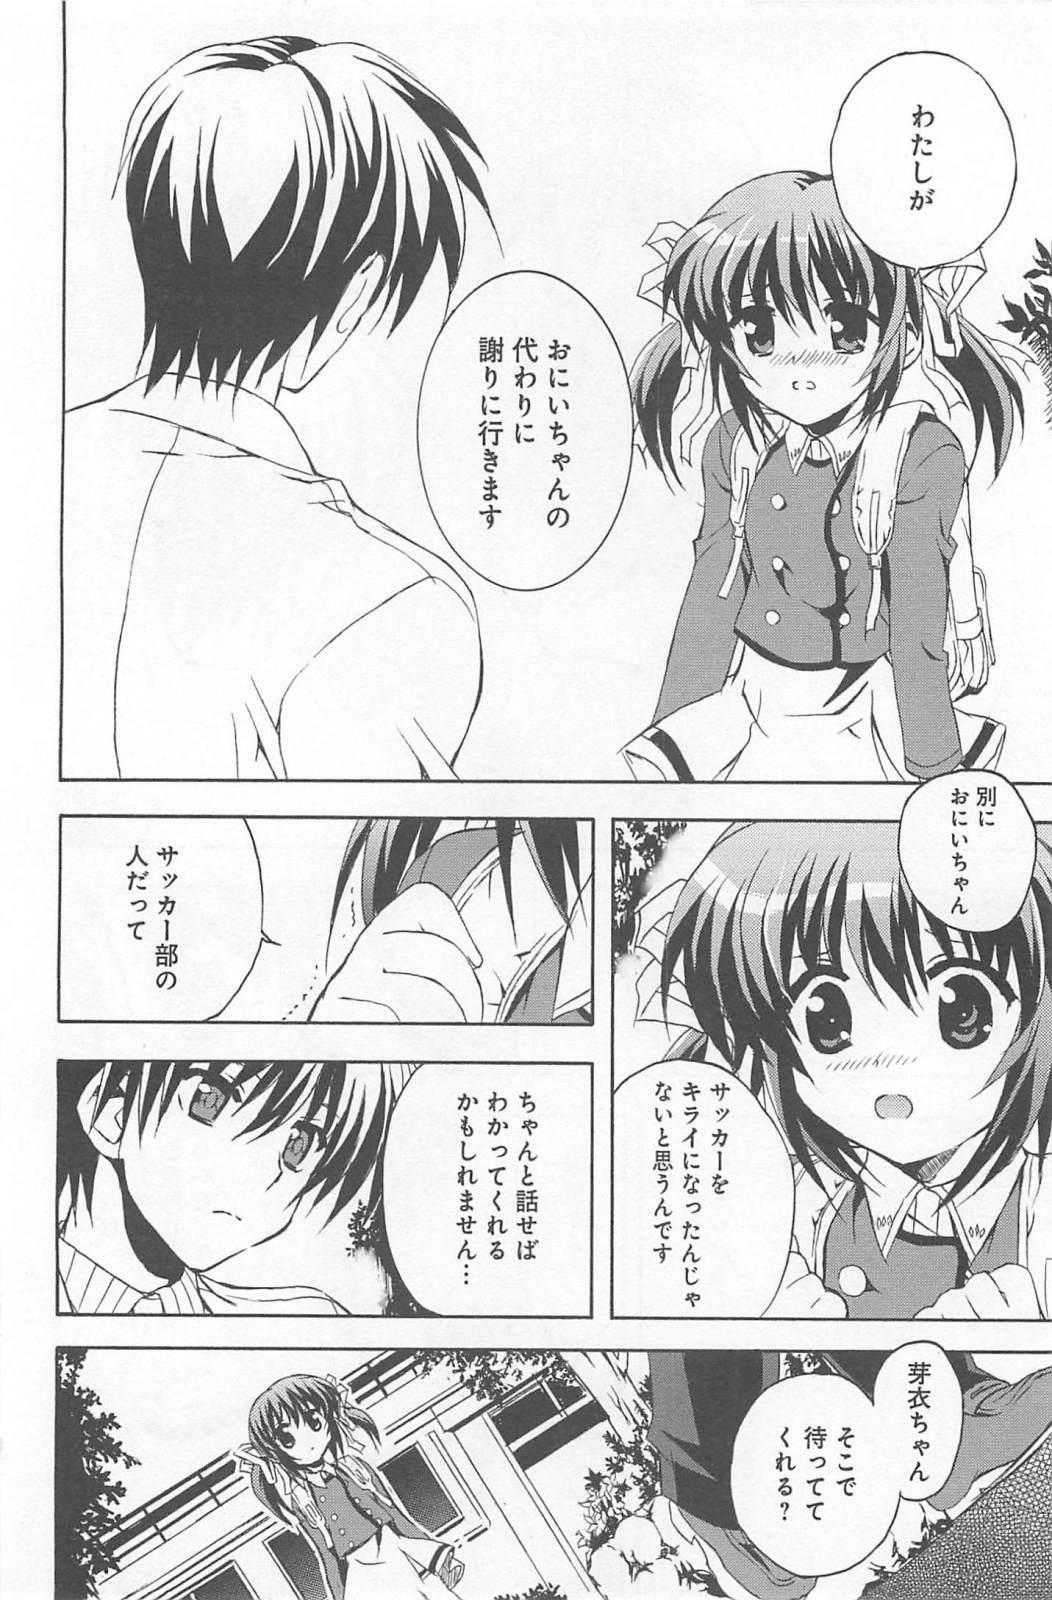 わたしが
おにいちゃんの
代わりに
謝りに行きます
別に
おにいちゃん
サッカーを
キライになったんじゃ
ないと思うんです
サッカー部の
人だって
ちゃんと話せば
わかってくれる
かもしれません…
芽衣ちゃん
そこで
待ってて
くれる?